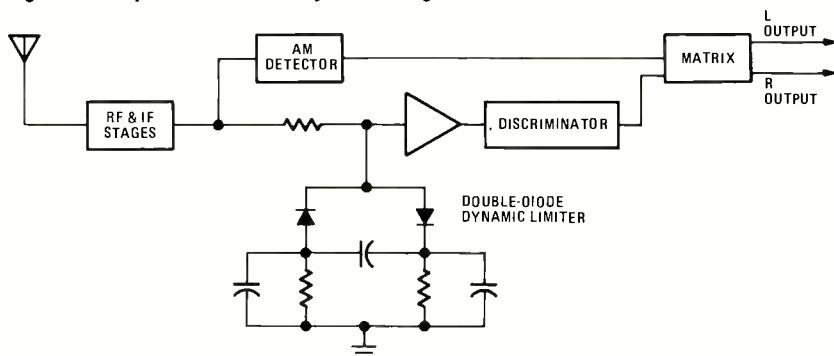 L
OUTPUT
AM
DETECTOR
MATRIX
R
OUTPUT
RF & IF
STAGES
. DISCRIMINATOR
DOUBLE-DIODE
DYNAMIC LIMITER